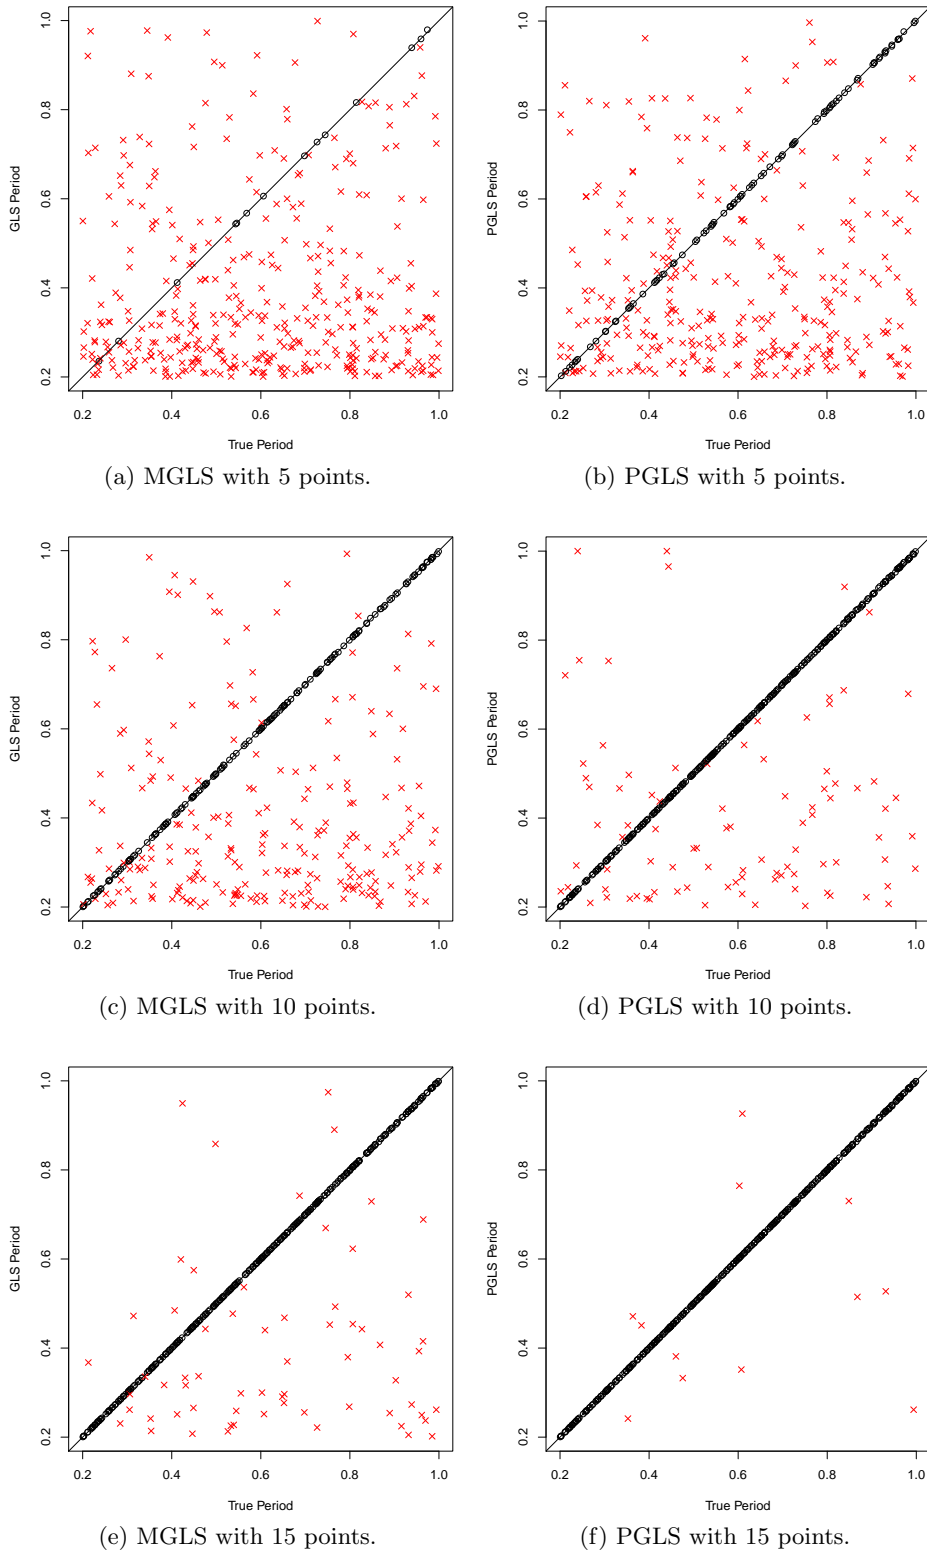 1.0
0.8
0.6
0.4
0.2
GLS Period
0.2 0.4 0.6 0.8 1.0
True Period
(a) MGLS with 5 points.
1.0
0.8
0.6
0.4
0.2
PGLS Period
0.2 0.4 0.6 0.8 1.0
True Period
(b) PGLS with 5 points.
1.0
0.8
0.6
0.4
0.2
GLS Period
0.2 0.4 0.6 0.8 1.0
True Period
(c) MGLS with 10 points.
1.0
0.8
0.6
0.4
0.2
PGLS Period
0.2 0.4 0.6 0.8 1.0
True Period
(d) PGLS with 10 points.
1.0
0.8
0.6
0.4
0.2
GLS Period
0.2 0.4 0.6 0.8 1.0
True Period
(e) MGLS with 15 points.
1.0
0.8
0.6
0.4
0.2
PGLS Period
0.2 0.4 0.6 0.8 1.0
True Period
(f) PGLS with 15 points.